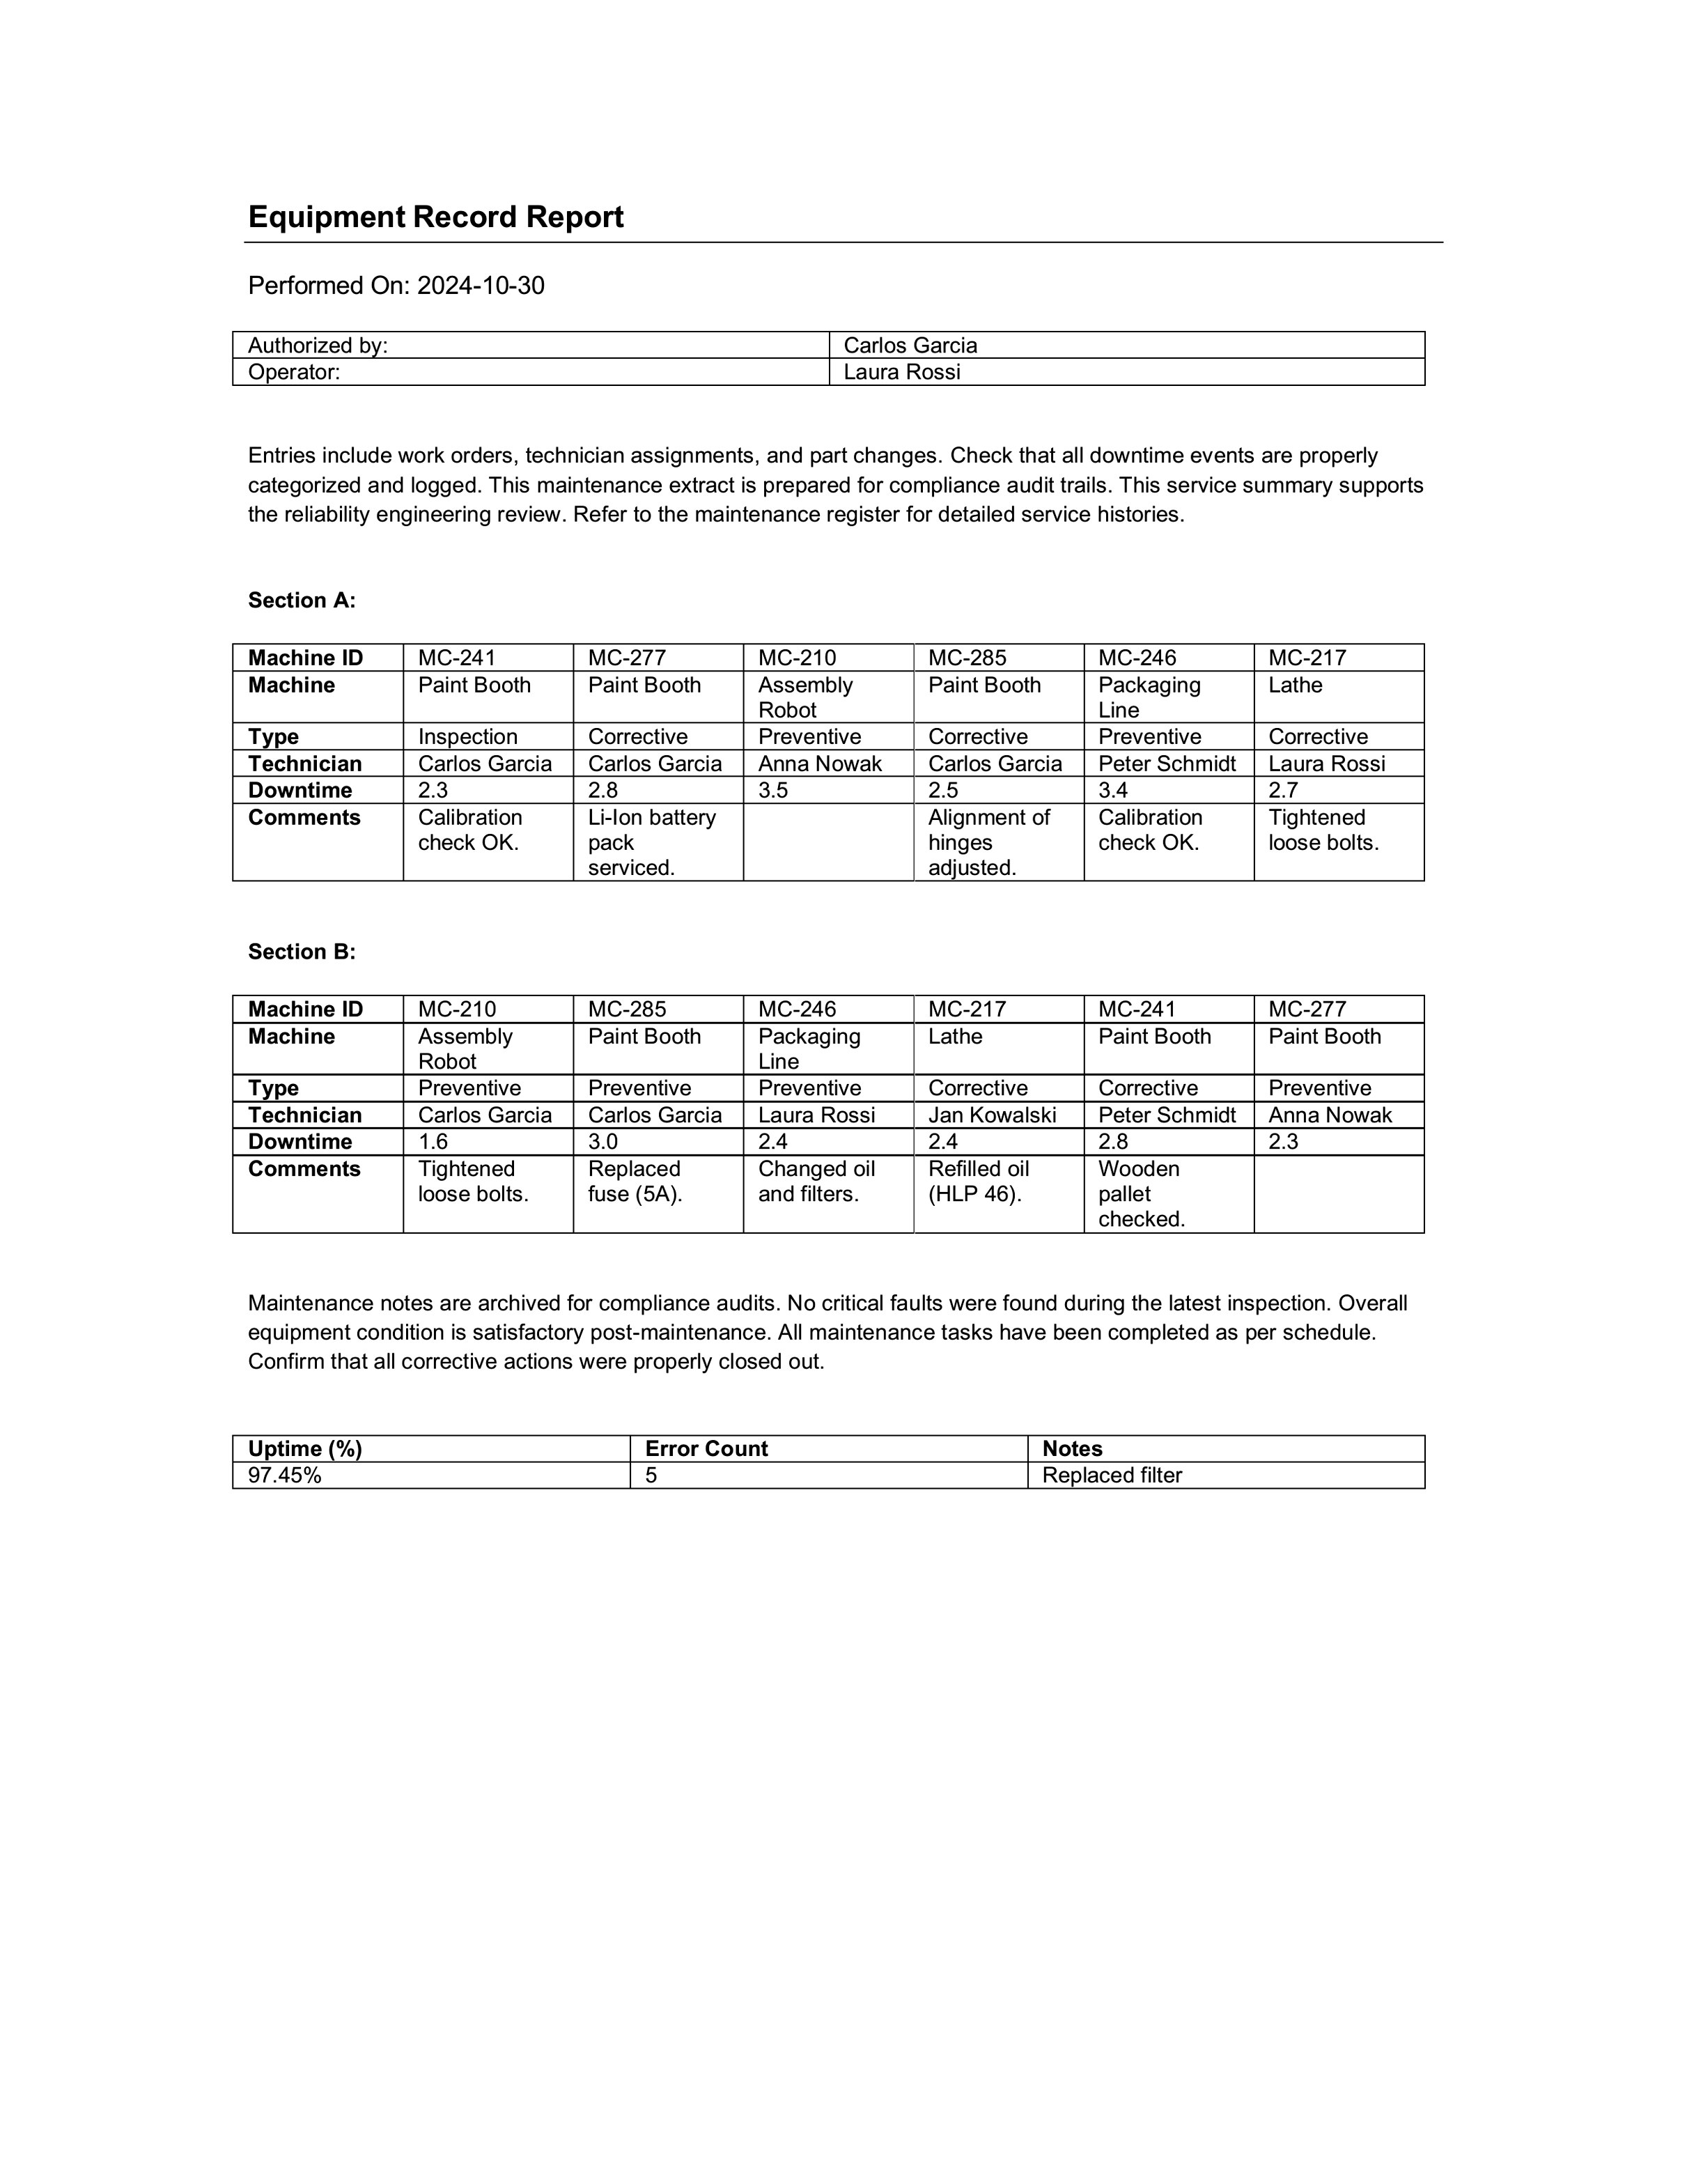 Equipment Record Report
Performed On: 2024-10-30
Authorized by: Carlos Garcia
Operator: Laura Rossi
Entries include work orders, technician assignments, and part changes. Check that all downtime events are properly
categorized and logged. This maintenance extract is prepared for compliance audit trails. This service summary supports
the reliability engineering review. Refer to the maintenance register for detailed service histories.
Section A:
Machine ID MC-241 MC-277 MC-210 MC-285 MC-246 MC-217
Machine Paint Booth Paint Booth Assembly Paint Booth Packaging Lathe
Robot Line
Type Inspection Corrective Preventive Corrective Preventive Corrective
Technician Carlos Garcia Carlos Garcia Anna Nowak Carlos Garcia Peter Schmidt Laura Rossi
Downtime 2.3 2.8 3.5 2.5 3.4 2.7
Comments Calibration Li-Ion battery Alignment of Calibration Tightened
check OK. pack hinges check OK. loose bolts.
serviced. adjusted.
Section B:
Machine ID MC-210 MC-285 MC-246 MC-217 MC-241 MC-277
Machine Assembly Paint Booth Packaging Lathe Paint Booth Paint Booth
Robot Line
Type Preventive Preventive Preventive Corrective Corrective Preventive
Technician Carlos Garcia Carlos Garcia Laura Rossi Jan Kowalski Peter Schmidt Anna Nowak
Downtime 1.6 3.0 2.4 2.4 2.8 2.3
Comments Tightened Replaced Changed oil Refilled oil Wooden
loose bolts. fuse (5A). and filters. (HLP 46). pallet
checked.
Maintenance notes are archived for compliance audits. No critical faults were found during the latest inspection. Overall
equipment condition is satisfactory post-maintenance. All maintenance tasks have been completed as per schedule.
Confirm that all corrective actions were properly closed out.
Uptime (%) Error Count Notes
97.45% 5 Replaced filter